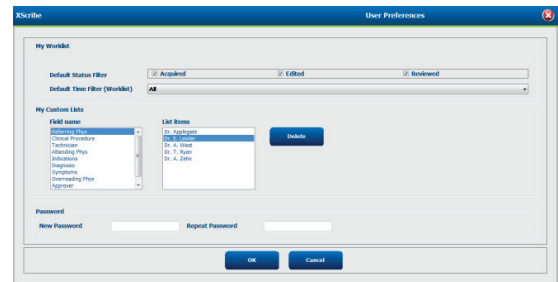 XScribe User Preferences
My Worklist
Default Status Filter Acquired Edited Reviewed
Default Time Filter (Worklist) All
My Custom Lists
Field name List items
Referring Phys Dr. Applegate
Clinical Procedure Dr. E. Lawler
Technician Dr. A. West
Attending Phys Dr. T. Ryan
Indications Dr. A. Zahn
Diagnosis
Symptoms
Overreading Phys
Approver
Delete
Password
New Password Repeat Password
OK Cancel